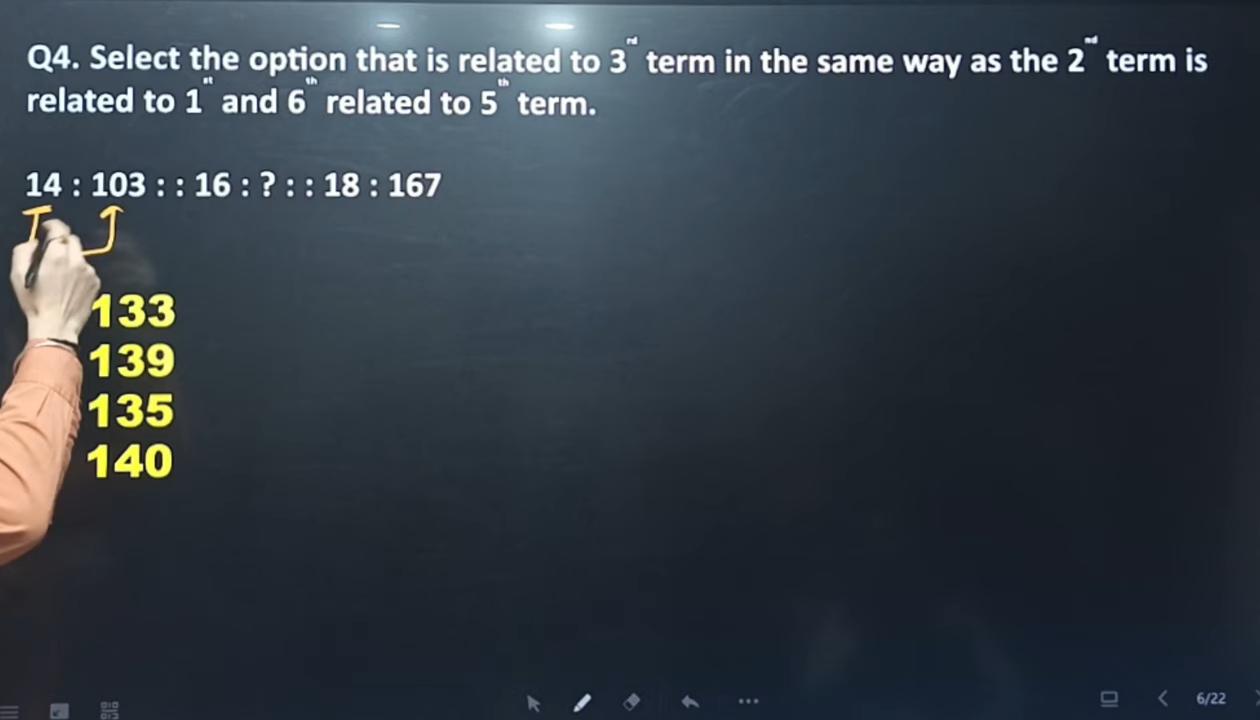 Q4. Select the option that is related to 3rd term in the same way as the 2nd term is
related to 1st and 6th related to 5th term.
14 : 103 : : 16 : ? : : 18 : 167
133
139
135
140
6/22